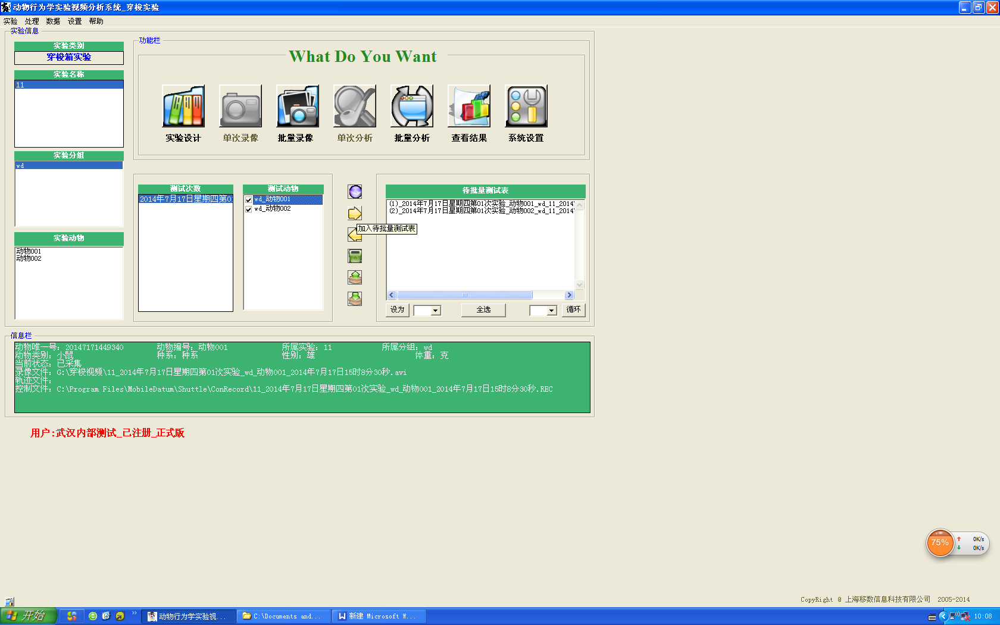 动物行为学实验视频分析系统_穿梭实验
实验 处理 数据 设置 帮助
实验信息
实验类别
穿梭箱实验
实验名称
11
实验分组
wd
实验动物
动物001
动物002
功能栏
What Do You Want
实验设计 单次录像 批量录像 单次分析 批量分析 查看结果 系统设置
测试次数
2014年7月17日星期四第0
测试动物
wd_动物001
wd_动物002
加入待批量测试表
待批量测试表
(1)_2014年7月17日星期四第01次实验_动物001_wd_11_2014
(2)_2014年7月17日星期四第01次实验_动物002_wd_11_2014
设为 全选 循环
信息栏
动物唯一号: 20147171449340 动物编号: 动物001 所属实验: 11 所属分组: wd
动物类别: 小鼠 种系: 种系 性别: 雄 体重: 克
当前状态: 已采集
录像文件: G:\穿梭视频\11_2014年7月17日星期四第01次实验_wd_动物001_2014年7月17日15时8分30秒.avi
轨迹文件:
控制文件: C:\Program Files\MobileDatum\Shuttle\ConRecord\11_2014年7月17日星期四第01次实验_wd_动物001_2014年7月17日15时8分30秒.REC
用户:武汉内部测试_已注册_正式版
75%
0K/s
0K/s
CopyRight @ 上海移数信息科技有限公司 2005-2014
开始
动物行为学实验视...
C:\Documents and...
新建 Microsoft W...
10:08